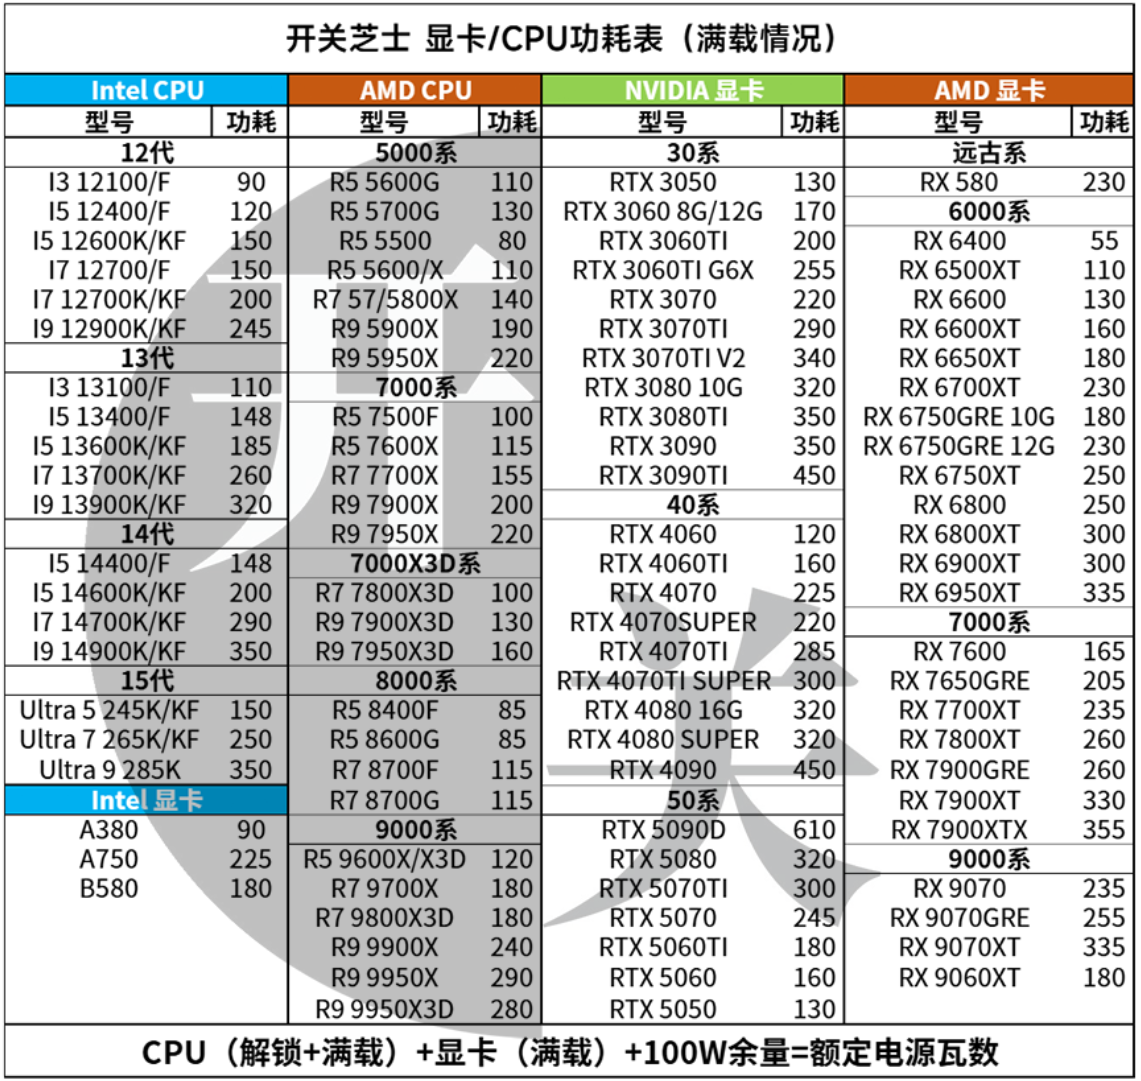 开关芝士 显卡/CPU功耗表（满载情况）
Intel CPU
型号 功耗
12代
I3 12100/F 90
I5 12400/F 120
I5 12600K/KF 150
I7 12700/F 150
I7 12700K/KF 200
I9 12900K/KF 245
13代
I3 13100/F 110
I5 13400/F 148
I5 13600K/KF 185
I7 13700K/KF 260
I9 13900K/KF 320
14代
I5 14400/F 148
I5 14600K/KF 200
I7 14700K/KF 290
I9 14900K/KF 350
15代
Ultra 5 245K/KF 150
Ultra 7 265K/KF 250
Ultra 9 285K 350
Intel 显卡
A380 90
A750 225
B580 180
AMD CPU
型号 功耗
5000系
R5 5600G 110
R5 5700G 130
R5 5500 80
R5 5600/X 110
R7 57/5800X 140
R9 5900X 190
R9 5950X 220
7000系
R5 7500F 100
R5 7600X 115
R7 7700X 155
R9 7900X 200
R9 7950X 220
7000X3D系
R7 7800X3D 100
R9 7900X3D 130
R9 7950X3D 160
8000系
R5 8400F 85
R5 8600G 85
R7 8700F 115
R7 8700G 115
9000系
R5 9600X/X3D 120
R7 9700X 180
R7 9800X3D 180
R9 9900X 240
R9 9950X 290
R9 9950X3D 280
NVIDIA 显卡
型号 功耗
30系
RTX 3050 130
RTX 3060 8G/12G 170
RTX 3060TI 200
RTX 3060TI G6X 255
RTX 3070 220
RTX 3070TI 290
RTX 3070TI V2 340
RTX 3080 10G 320
RTX 3080TI 350
RTX 3090 350
RTX 3090TI 450
40系
RTX 4060 120
RTX 4060TI 160
RTX 4070 225
RTX 4070SUPER 220
RTX 4070TI 285
RTX 4070TI SUPER 300
RTX 4080 16G 320
RTX 4080 SUPER 320
RTX 4090 450
50系
RTX 5090D 610
RTX 5080 320
RTX 5070TI 300
RTX 5070 245
RTX 5060TI 180
RTX 5060 160
RTX 5050 130
AMD 显卡
型号 功耗
远古系
RX 580 230
6000系
RX 6400 55
RX 6500XT 110
RX 6600 130
RX 6600XT 160
RX 6650XT 180
RX 6700XT 230
RX 6750GRE 10G 180
RX 6750GRE 12G 230
RX 6750XT 250
RX 6800 250
RX 6800XT 300
RX 6900XT 300
RX 6950XT 335
7000系
RX 7600 165
RX 7650GRE 205
RX 7700XT 235
RX 7800XT 260
RX 7900GRE 260
RX 7900XT 330
RX 7900XTX 355
9000系
RX 9070 235
RX 9070GRE 255
RX 9070XT 335
RX 9060XT 180
CPU（解锁+满载）+显卡（满载）+100W余量=额定电源瓦数
开关